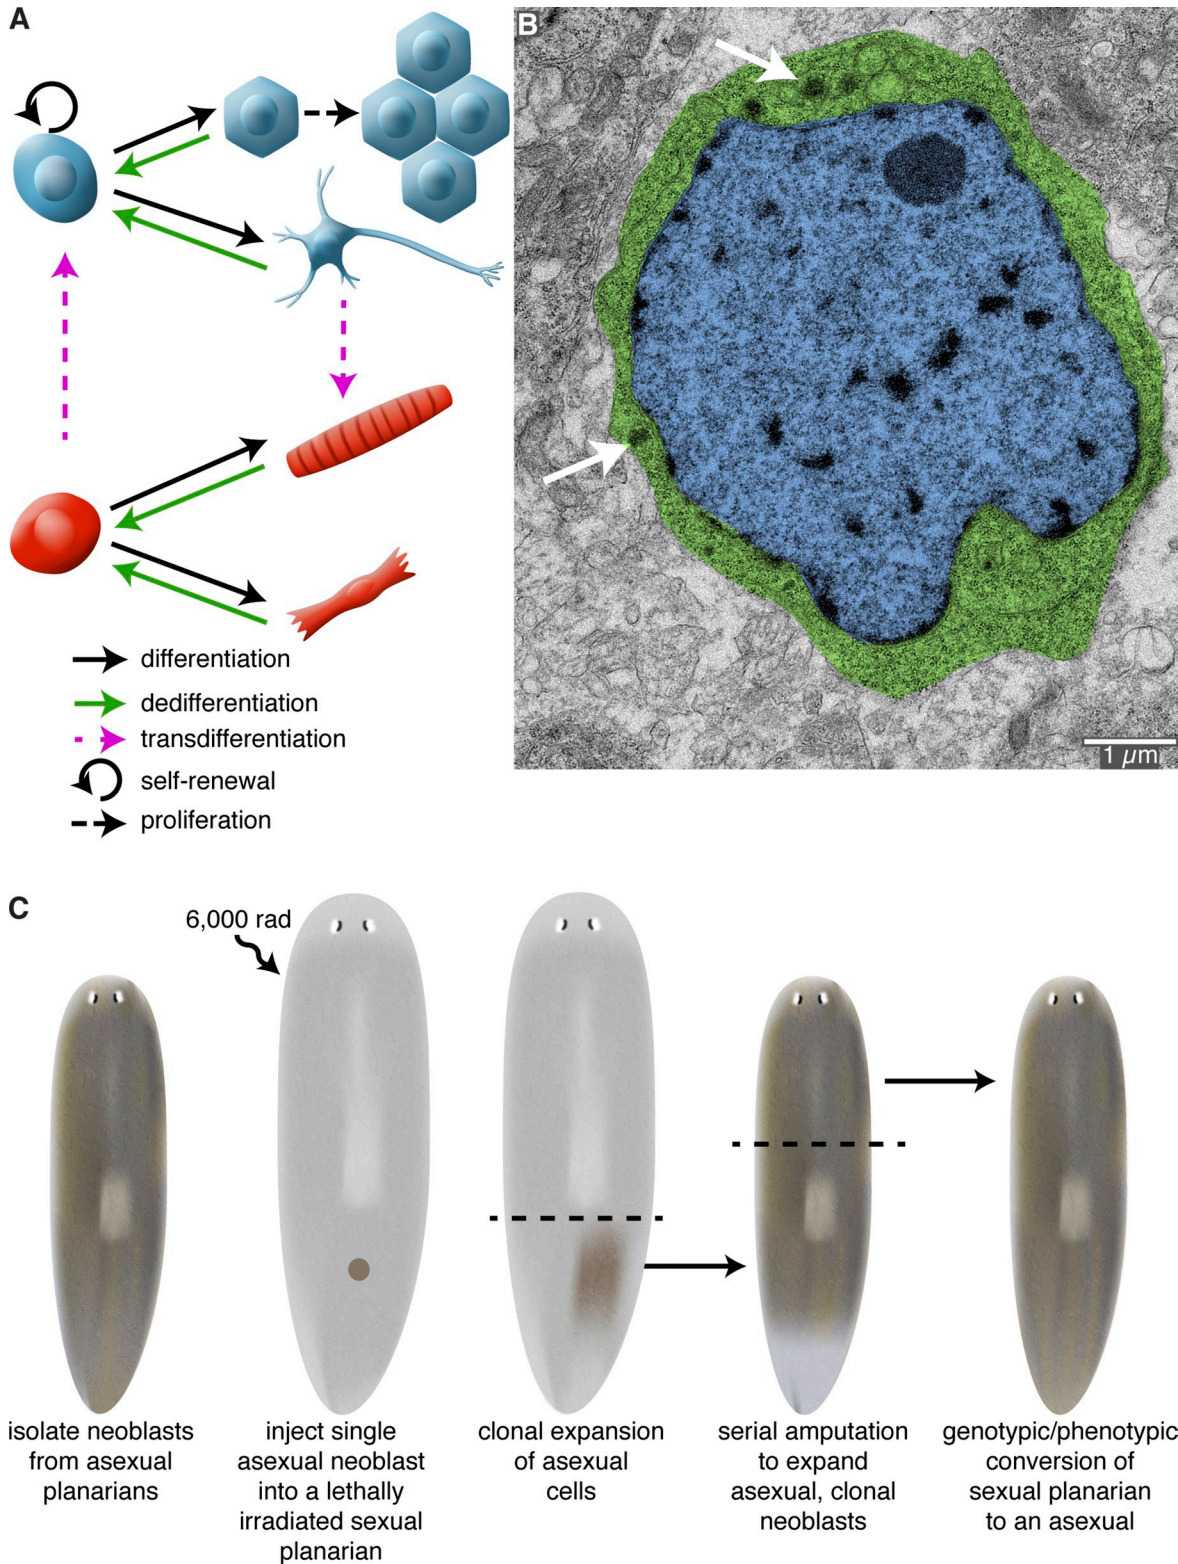 A
B
differentiation
dedifferentiation
transdifferentiation
self-renewal
proliferation
1 µm
C
6,000 rad
isolate neoblasts
from asexual
planarians
inject single
asexual neoblast
into a lethally
irradiated sexual
planarian
clonal expansion
of asexual
cells
serial amputation
to expand
asexual, clonal
neoblasts
genotypic/phenotypic
conversion of
sexual planarian
to an asexual